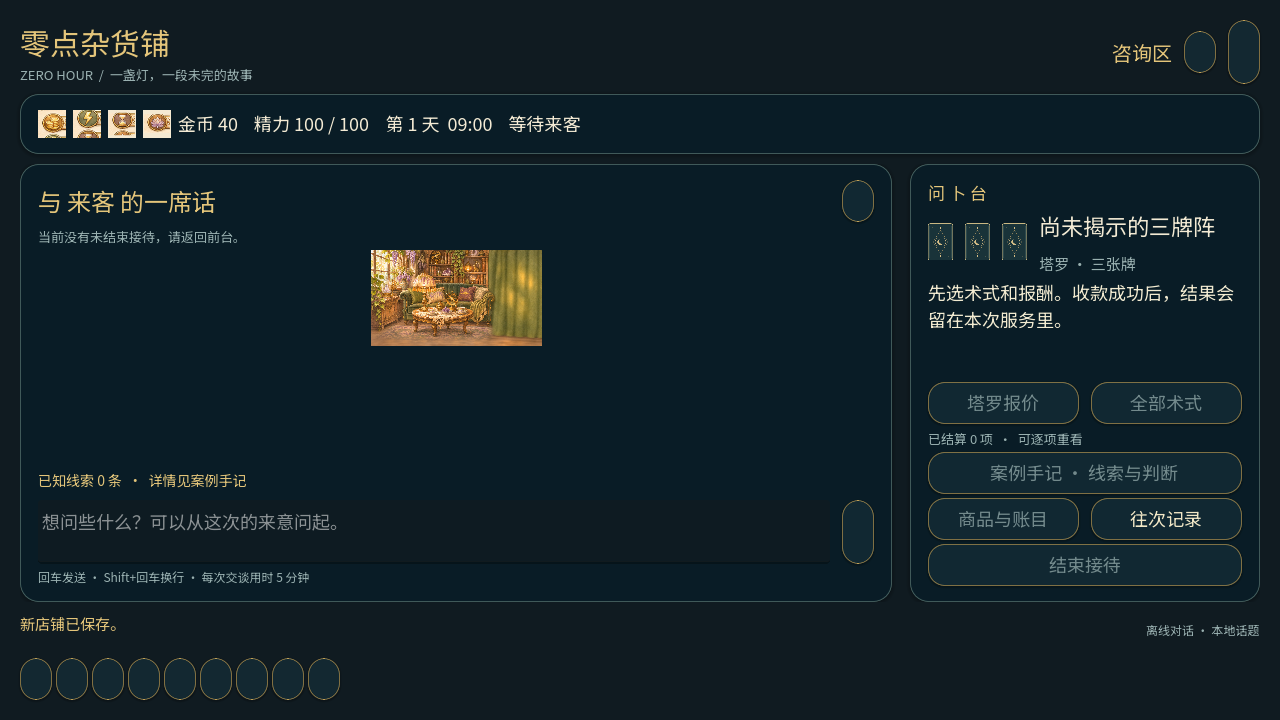 零点杂货铺
ZERO HOUR / 一盏灯，一段未完的故事
咨询区
金币 40 精力 100 / 100 第 1 天 09:00 等待来客
与 来客 的一席话
当前没有未结束接待，请返回前台。
已知线索 0 条 · 详情见案例手记
想问些什么？可以从这次的来意问起。
回车发送 · Shift+回车换行 · 每次交谈用时 5 分钟
问卜台
尚未揭示的三牌阵
塔罗 · 三张牌
先选术式和报酬。收款成功后，结果会
留在本次服务里。
塔罗报价
全部术式
已结算 0 项 · 可逐项重看
案例手记 · 线索与判断
商品与账目
往次记录
结束接待
新店铺已保存。
离线对话 · 本地话题